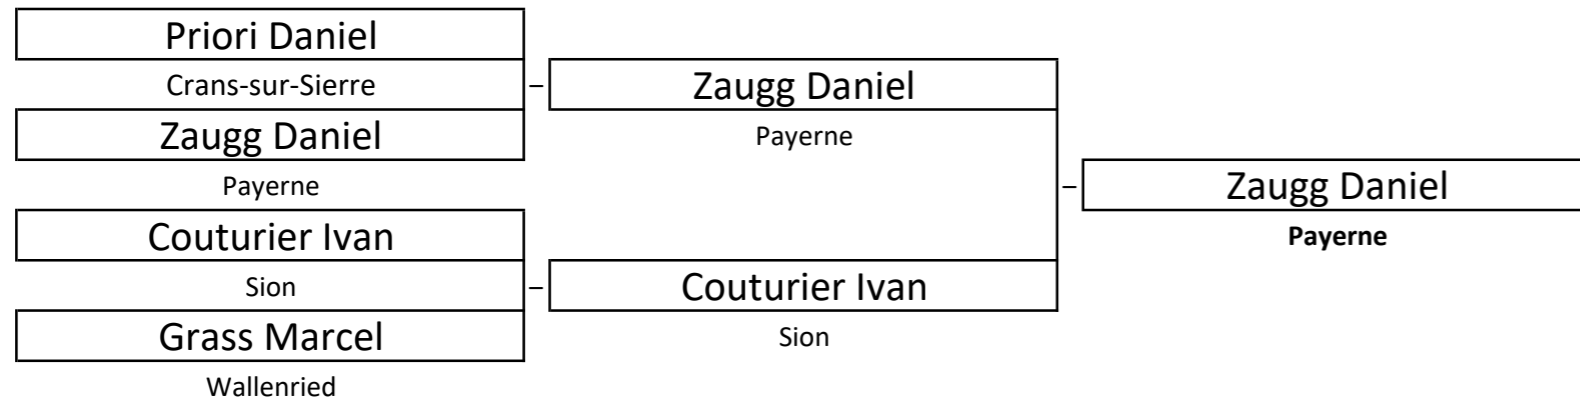 Priori Daniel
Crans-sur-Sierre
Zaugg Daniel
Payerne
Couturier Ivan
Sion
Grass Marcel
Wallenried
Zaugg Daniel
Payerne
Couturier Ivan
Sion
Zaugg Daniel
Payerne